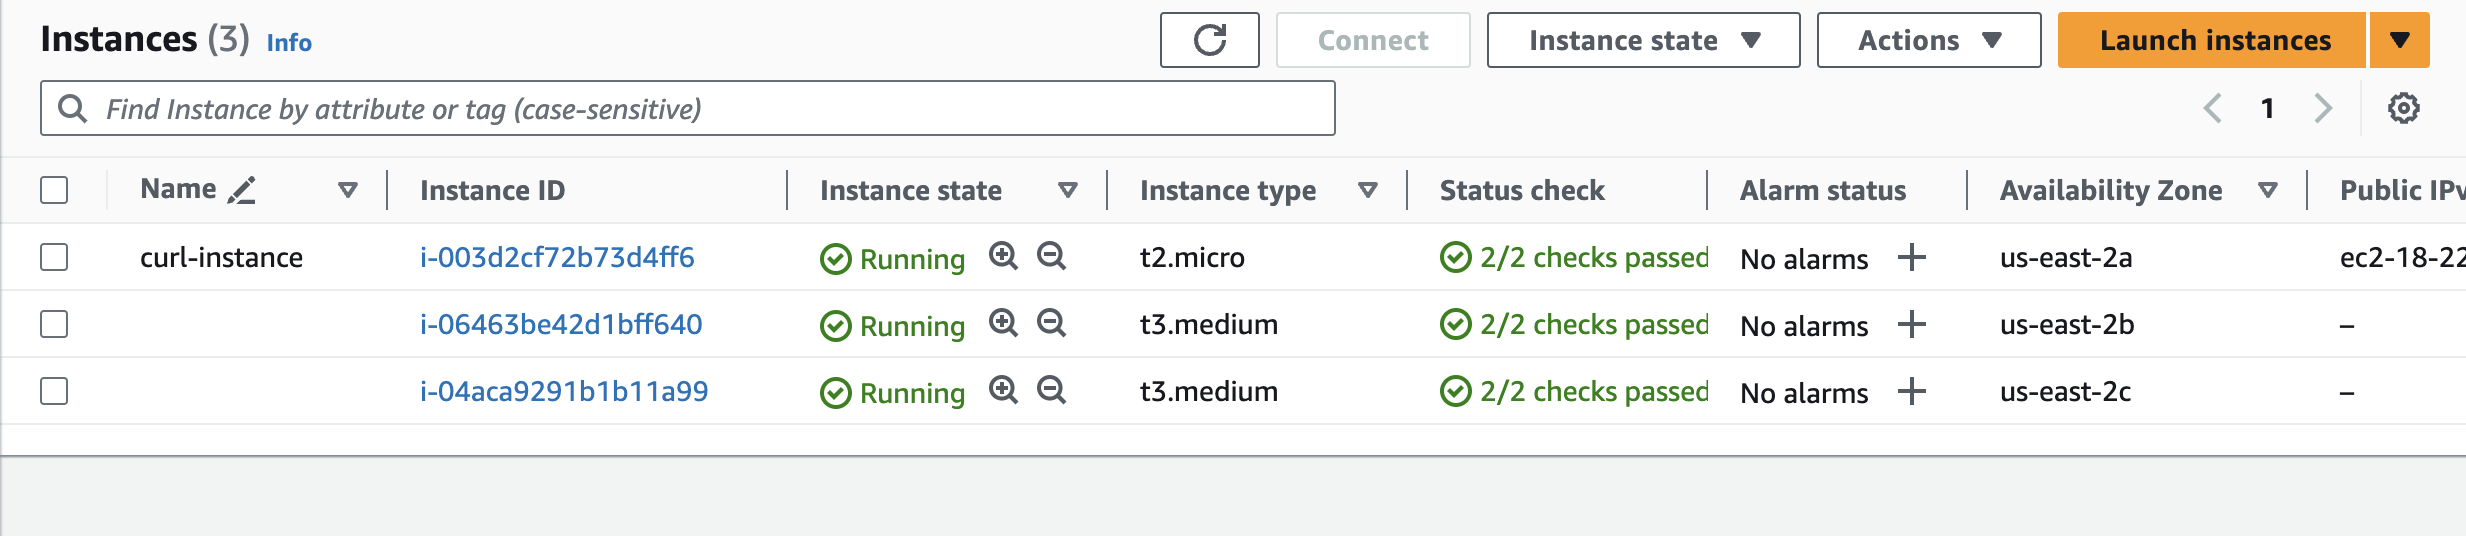 Instances (3) Info Connect Instance state Actions Launch instances
Find Instance by attribute or tag (case-sensitive) 1
Name Instance ID Instance state Instance type Status check Alarm status Availability Zone Public IPv
curl-instance i-003d2cf72b73d4ff6 Running t2.micro 2/2 checks passed No alarms us-east-2a ec2-18-22
i-06463be42d1bff640 Running t3.medium 2/2 checks passed No alarms us-east-2b –
i-04aca9291b1b11a99 Running t3.medium 2/2 checks passed No alarms us-east-2c –